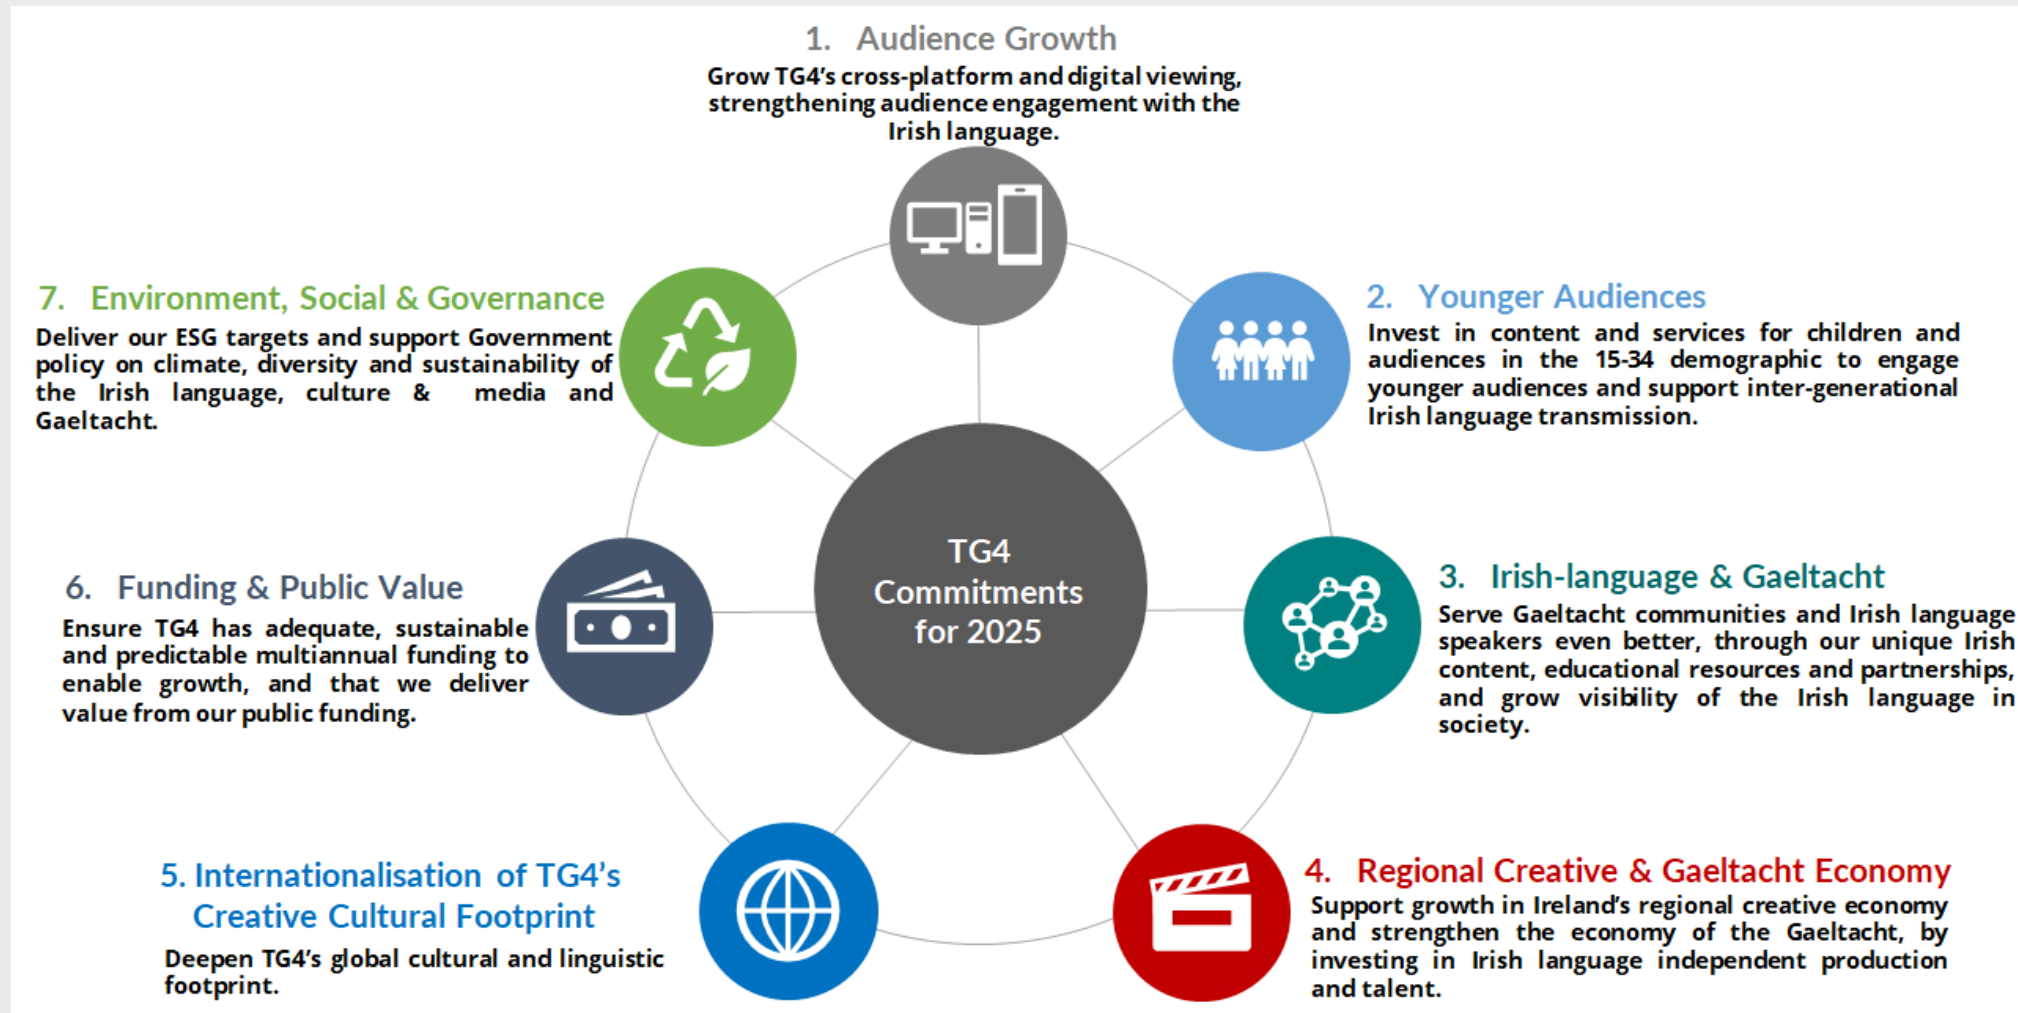 1. Audience Growth
Grow TG4's cross-platform and digital viewing,
strengthening audience engagement with the
Irish language.
2. Younger Audiences
Invest in content and services for children and
audiences in the 15-34 demographic to engage
younger audiences and support inter-generational
Irish language transmission.
3. Irish-language & Gaeltacht
Serve Gaeltacht communities and Irish language
speakers even better, through our unique Irish
content, educational resources and partnerships,
and grow visibility of the Irish language in
society.
4. Regional Creative & Gaeltacht Economy
Support growth in Ireland's regional creative economy
and strengthen the economy of the Gaeltacht, by
investing in Irish language independent production
and talent.
5. Internationalisation of TG4's
Creative Cultural Footprint
Deepen TG4's global cultural and linguistic
footprint.
6. Funding & Public Value
Ensure TG4 has adequate, sustainable
and predictable multiannual funding to
enable growth, and that we deliver
value from our public funding.
7. Environment, Social & Governance
Deliver our ESG targets and support Government
policy on climate, diversity and sustainability of
the Irish language, culture & media and
Gaeltacht.
TG4
Commitments
for 2025